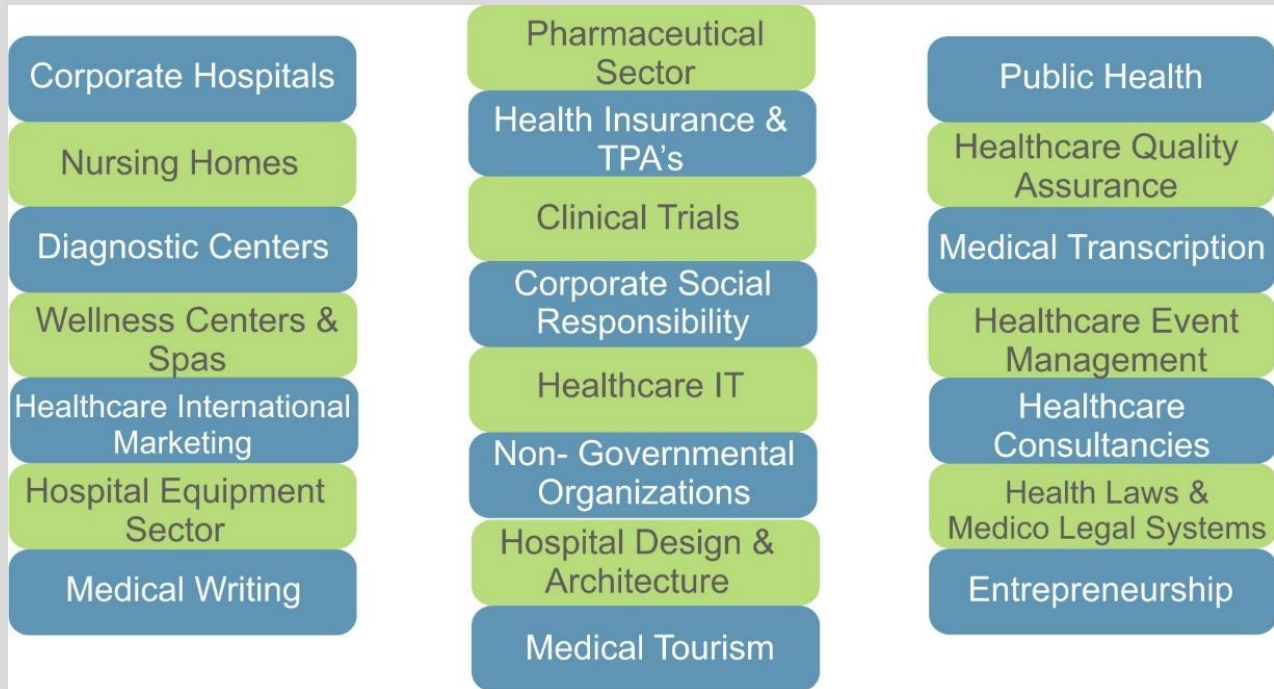 Corporate Hospitals
Nursing Homes
Diagnostic Centers
Wellness Centers &
Spas
Healthcare International
Marketing
Hospital Equipment
Sector
Medical Writing
Pharmaceutical
Sector
Health Insurance &
TPA's
Clinical Trials
Corporate Social
Responsibility
Healthcare IT
Non- Governmental
Organizations
Hospital Design &
Architecture
Medical Tourism
Public Health
Healthcare Quality
Assurance
Medical Transcription
Healthcare Event
Management
Healthcare
Consultancies
Health Laws &
Medico Legal Systems
Entrepreneurship